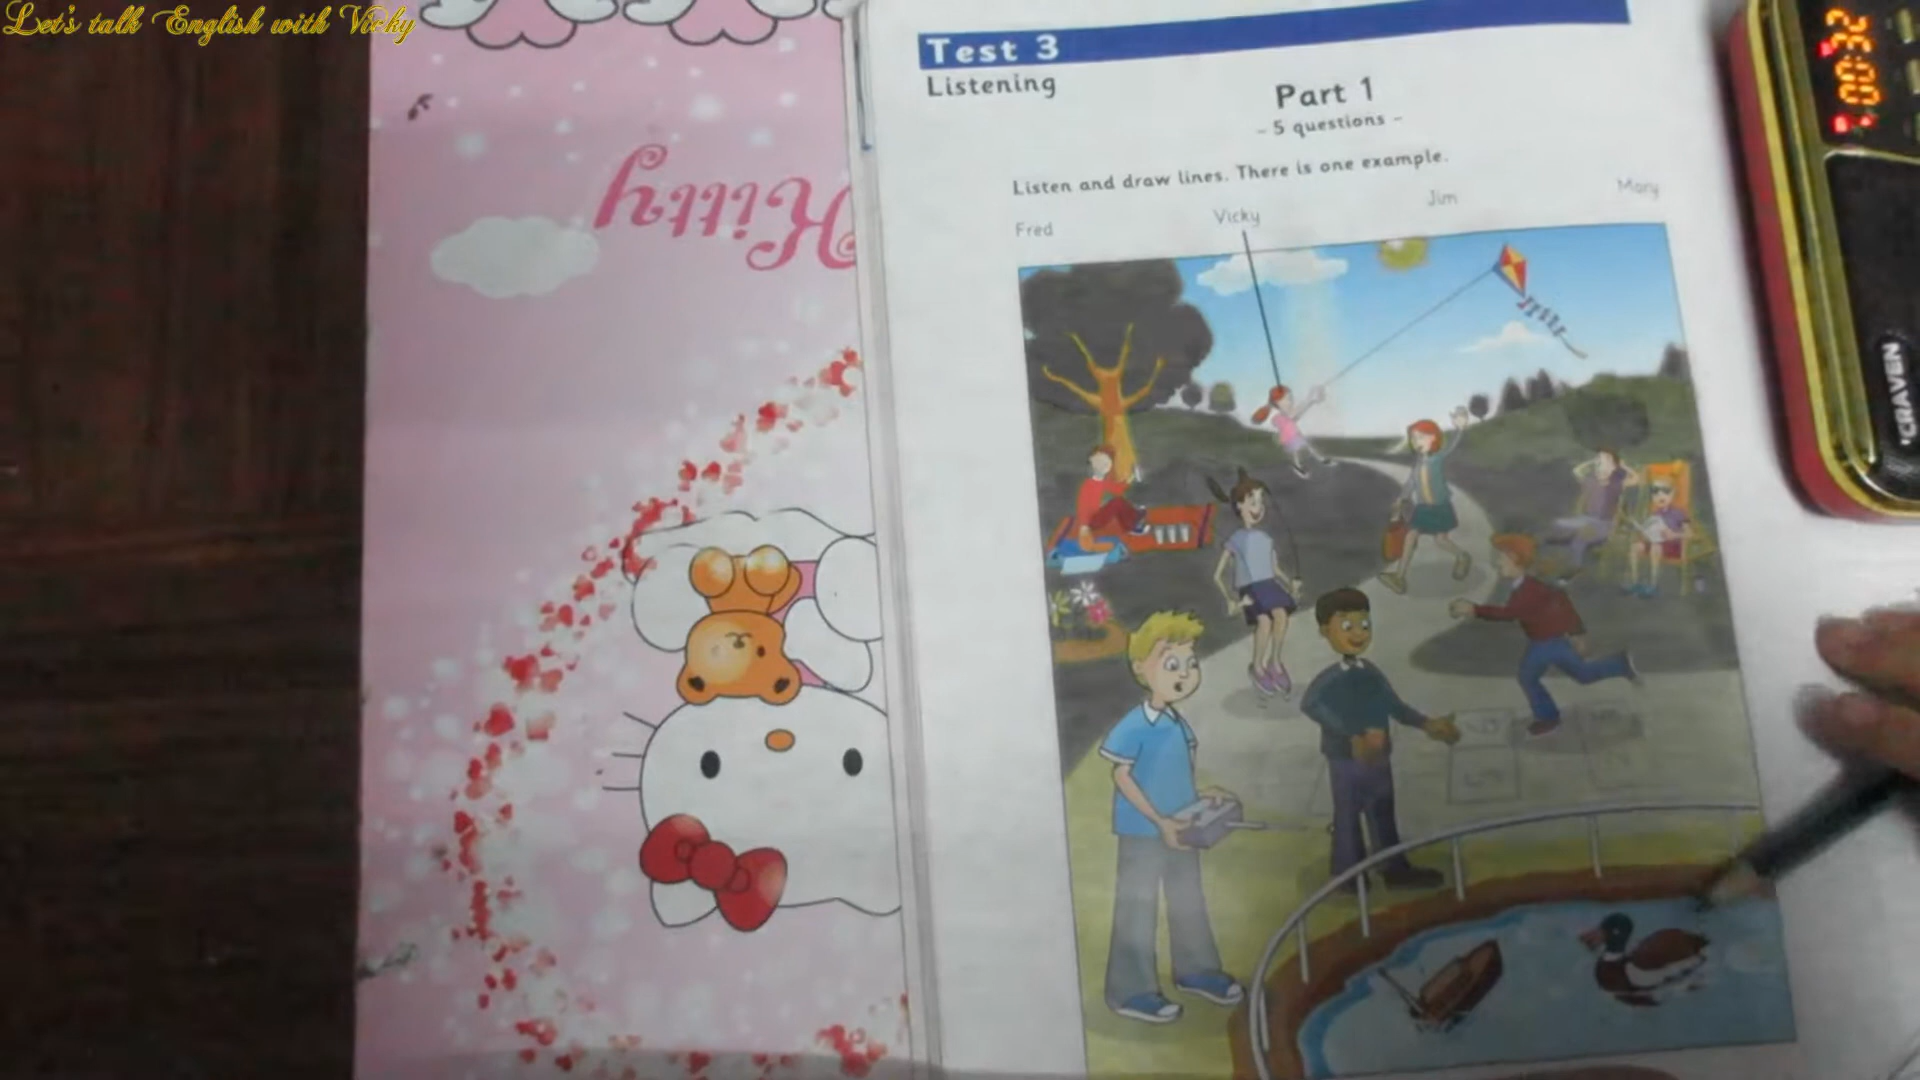 Let's talk English with Vicky
Kitty
Test 3
Listening
Part 1
- 5 questions -
Listen and draw lines. There is one example.
Fred Vicky Jim Mary
00:32
CRAVEN